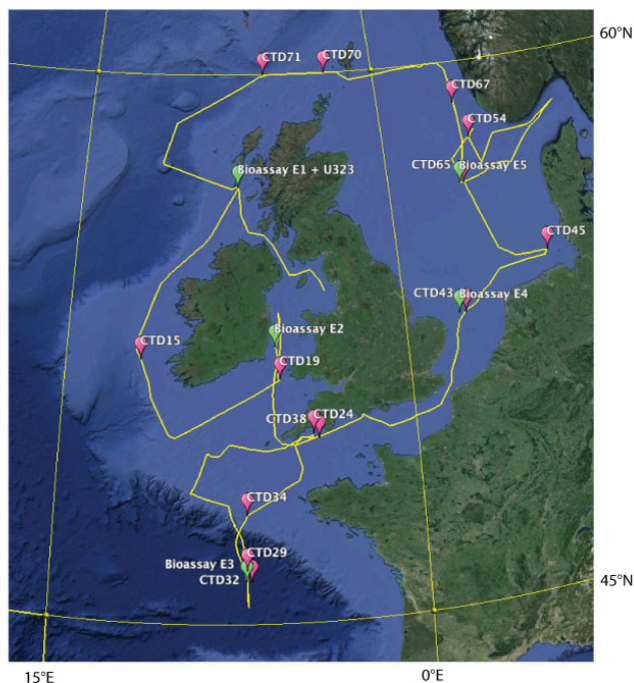 60°N
CTD71
CTD70
CTD67
CTD54
CTD65
Bioassay E5
Bioassay E1 + U323
CTD45
CTD43
Bioassay E4
Bioassay E2
CTD15
CTD19
CTD38
CTD24
CTD34
CTD29
Bioassay E3
CTD32
45°N
15°E
0°E